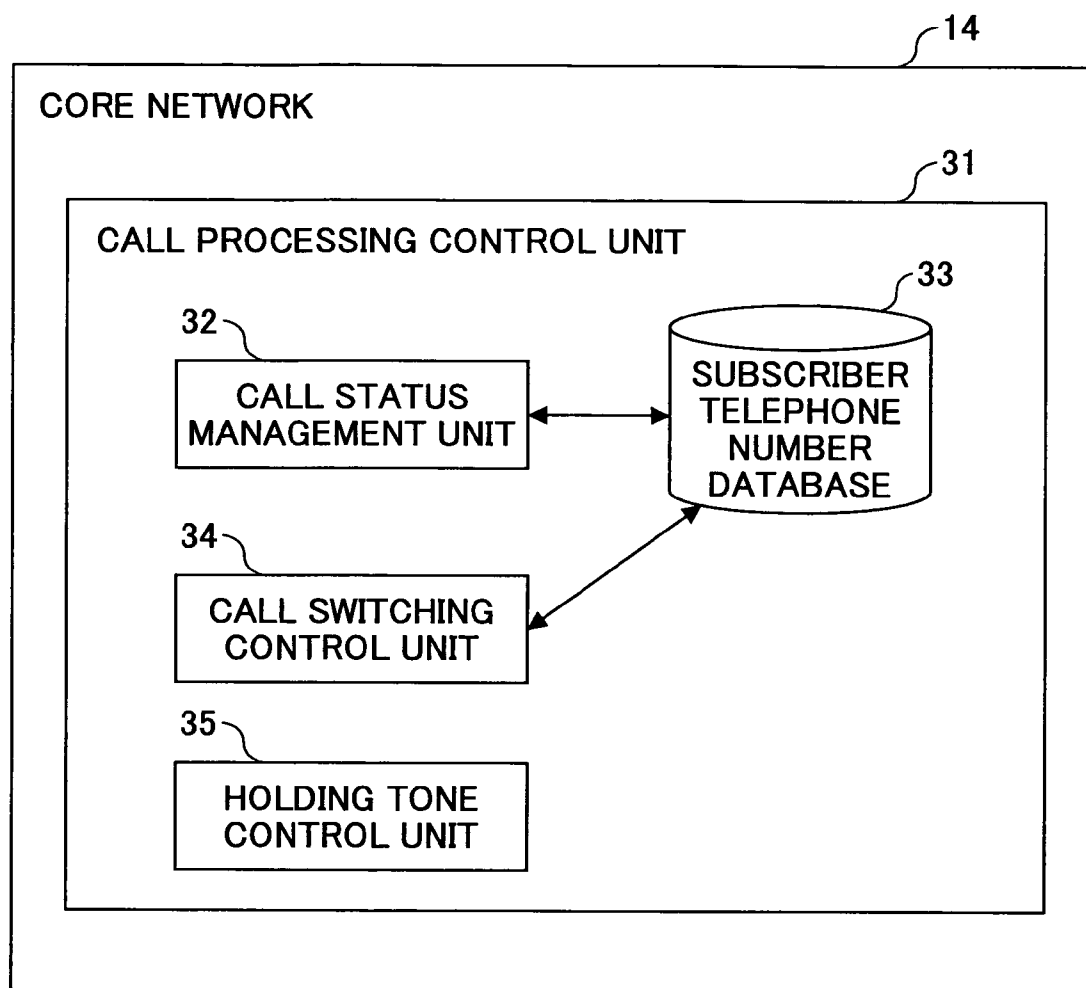 14
CORE NETWORK
31
CALL PROCESSING CONTROL UNIT
33
32
CALL STATUS
MANAGEMENT UNIT
SUBSCRIBER
TELEPHONE
NUMBER
DATABASE
34
CALL SWITCHING
CONTROL UNIT
35
HOLDING TONE
CONTROL UNIT